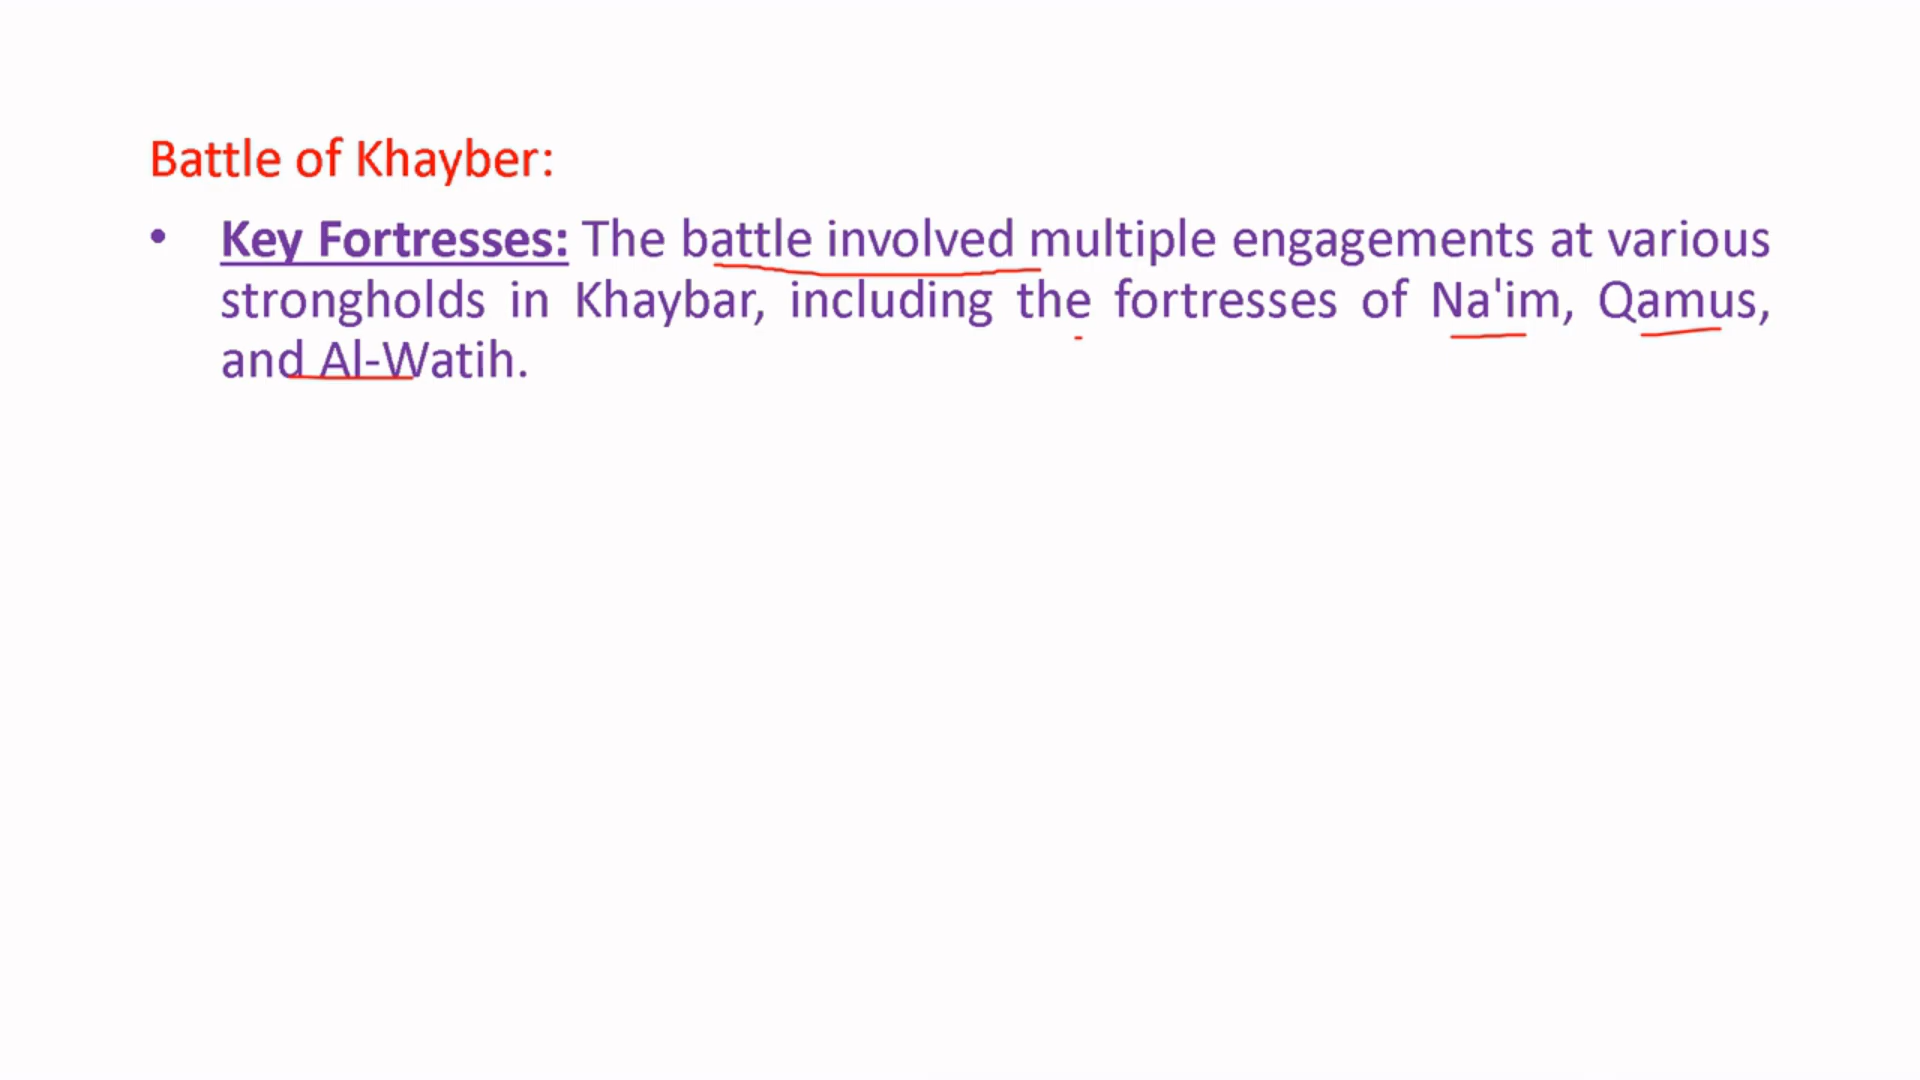 Battle of Khayber:
• Key Fortresses: The battle involved multiple engagements at various
strongholds in Khaybar, including the fortresses of Na'im, Qamus,
and Al-Watih.